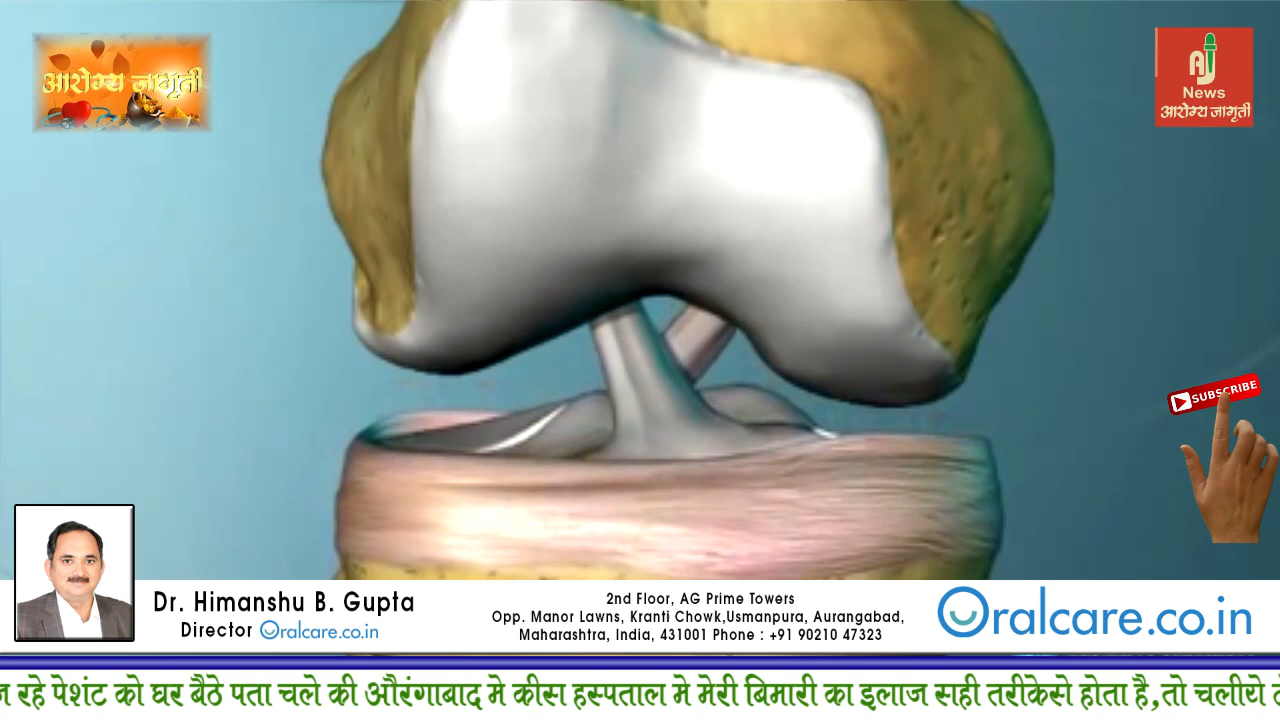 आरोग्य जागृती
AJ
News
आरोग्य जागृती
SUBSCRIBE
Dr. Himanshu B. Gupta
Director Oralcare.co.in
2nd Floor, AG Prime Towers
Opp. Manor Lawns, Kranti Chowk,Usmanpura, Aurangabad,
Maharashtra, India, 431001 Phone : +91 90210 47323
Oralcare.co.in
रहे पेशंट को घर बैठे पता चले की औरंगाबाद मे कीस हस्पताल मे मेरी बिमारी का इलाज सही तरीकेसे होता है,तो चलीये